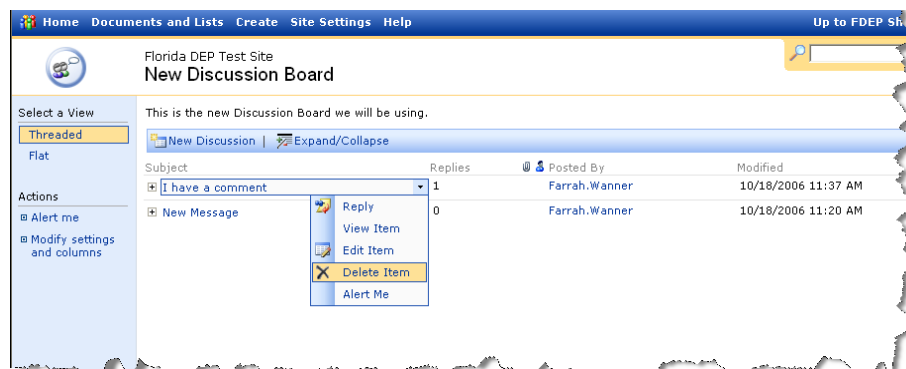 Home Documents and Lists Create Site Settings Help Up to FDEP
Florida DEP Test Site
New Discussion Board
Select a View
Threaded
Flat
Actions
Alert me
Modify settings
and columns
This is the new Discussion Board we will be using.
New Discussion | Expand/Collapse
Subject Replies Posted By Modified
I have a comment 1 Farrah.Wanner 10/18/2006 11:37 AM
New Message 0 Farrah.Wanner 10/18/2006 11:20 AM
Reply
View Item
Edit Item
Delete Item
Alert Me